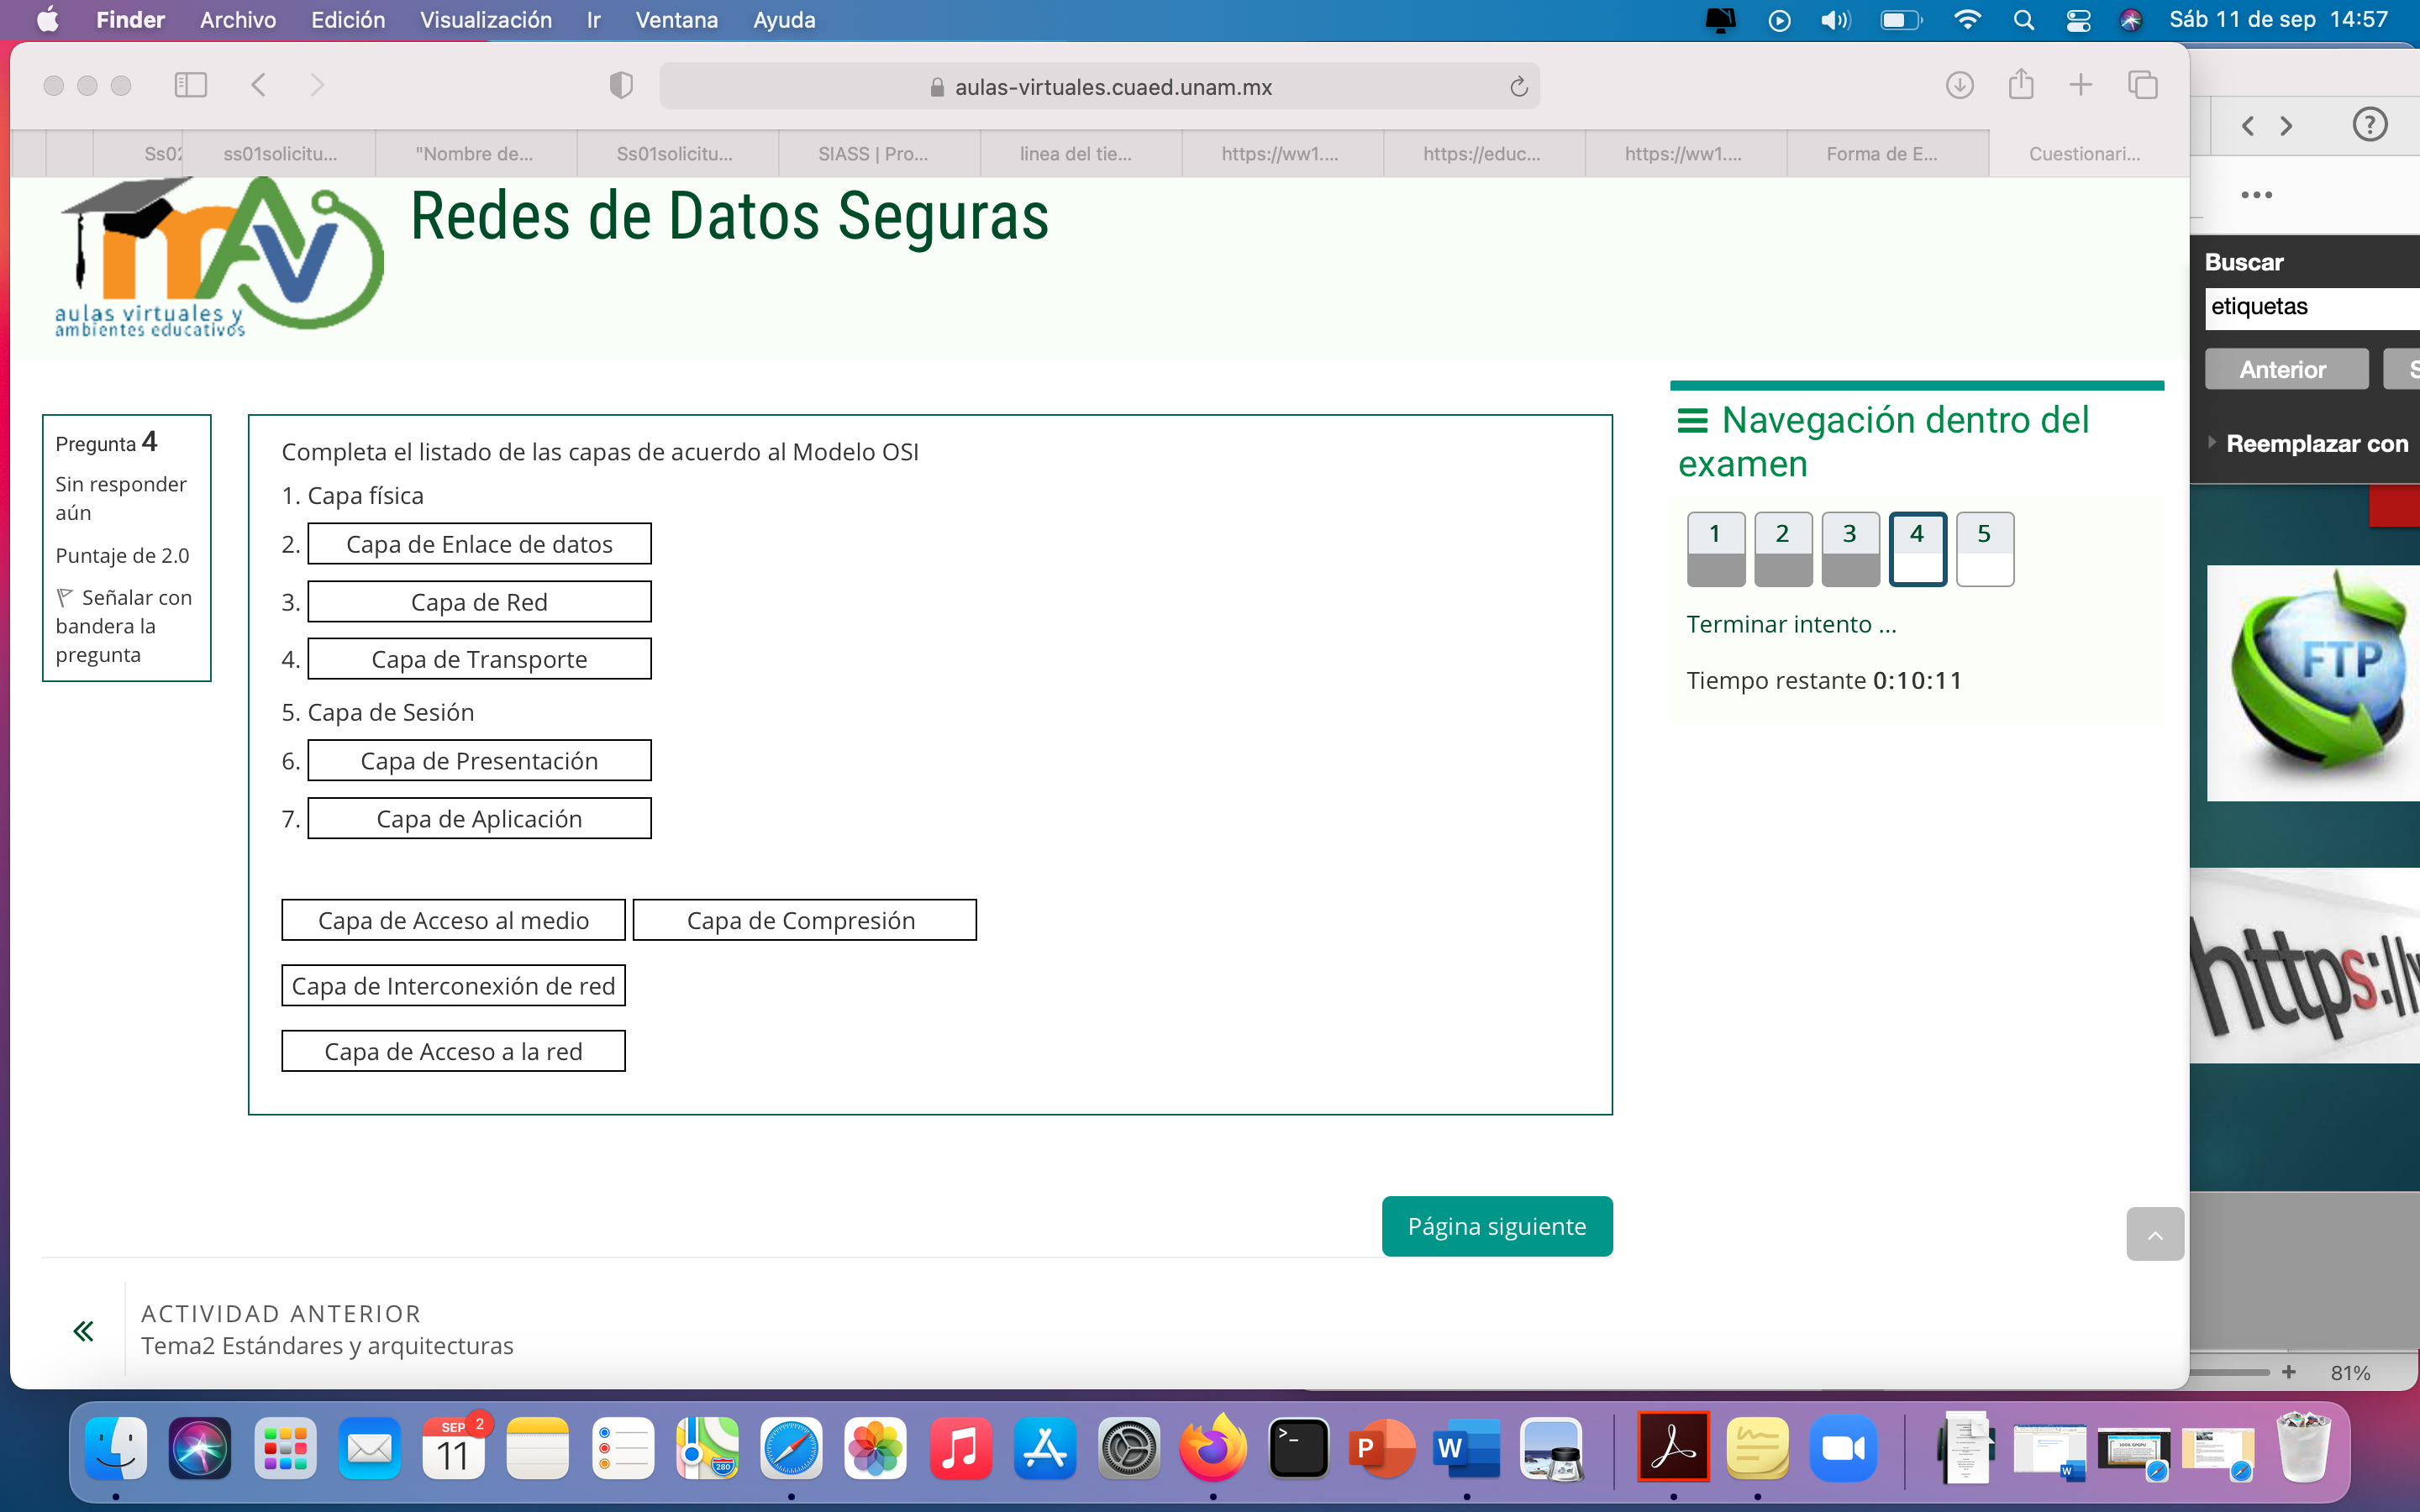 Finder Archivo Edición Visualización Ir Ventana Ayuda Sáb 11 de sep 14:57
aulas-virtuales.cuaed.unam.mx
ss01solicitu... "Nombre de... Ss01solicitu... SIASS | Pro... linea del tie... https://ww1.... https://educ... https://ww1.... Forma de E... Cuestionari...
aulas virtuales y
ambientes educativos
Redes de Datos Seguras
Pregunta 4
Sin responder
aún
Puntaje de 2.0
Señalar con
bandera la
pregunta
Completa el listado de las capas de acuerdo al Modelo OSI
1. Capa física
2. Capa de Enlace de datos
3. Capa de Red
4. Capa de Transporte
5. Capa de Sesión
6. Capa de Presentación
7. Capa de Aplicación
Capa de Acceso al medio Capa de Compresión
Capa de Interconexión de red
Capa de Acceso a la red
Navegación dentro del
examen
1 2 3 4 5
Terminar intento ...
Tiempo restante 0:10:11
Página siguiente
ACTIVIDAD ANTERIOR
Tema2 Estándares y arquitecturas
Buscar
etiquetas
Anterior
Reemplazar con
FTP
https://
81%
SEP 2
11
280
P
W